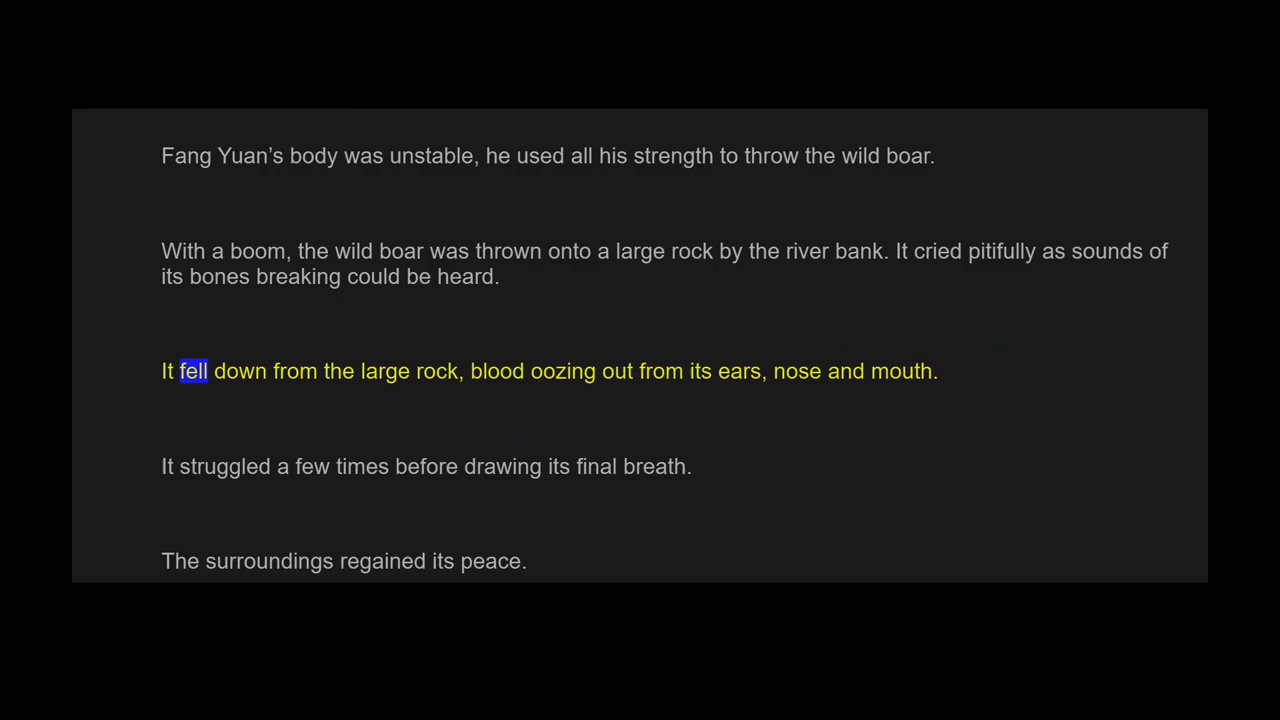 Fang Yuan’s body was unstable, he used all his strength to throw the wild boar.
With a boom, the wild boar was thrown onto a large rock by the river bank. It cried pitifully as sounds of
its bones breaking could be heard.
It fell down from the large rock, blood oozing out from its ears, nose and mouth.
It struggled a few times before drawing its final breath.
The surroundings regained its peace.